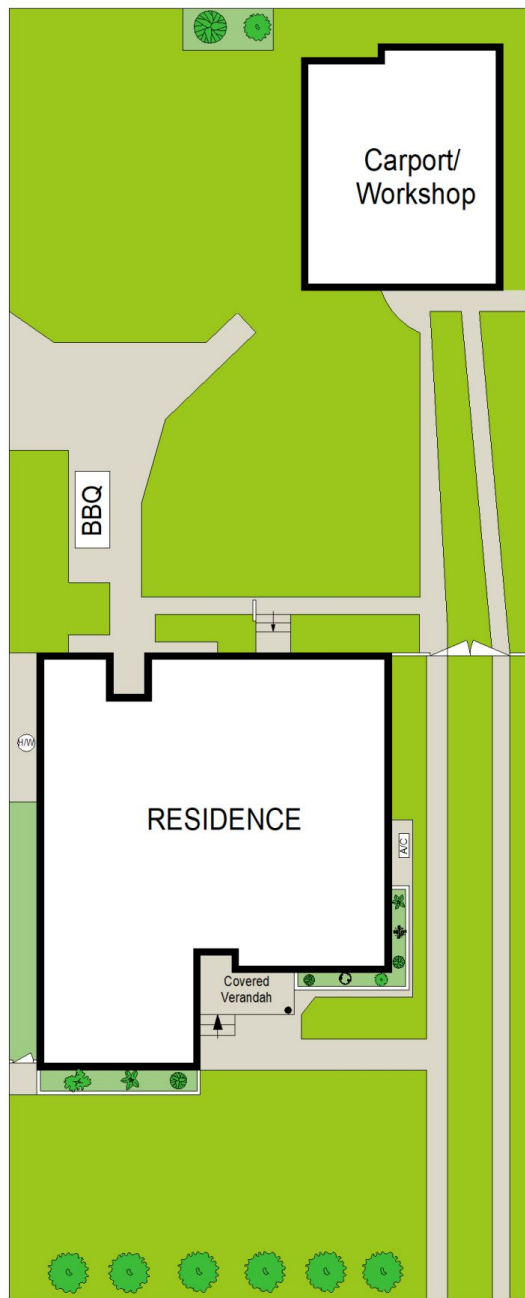 Carport/
Workshop
BBQ
H/W
RESIDENCE
A/C
Covered
Verandah